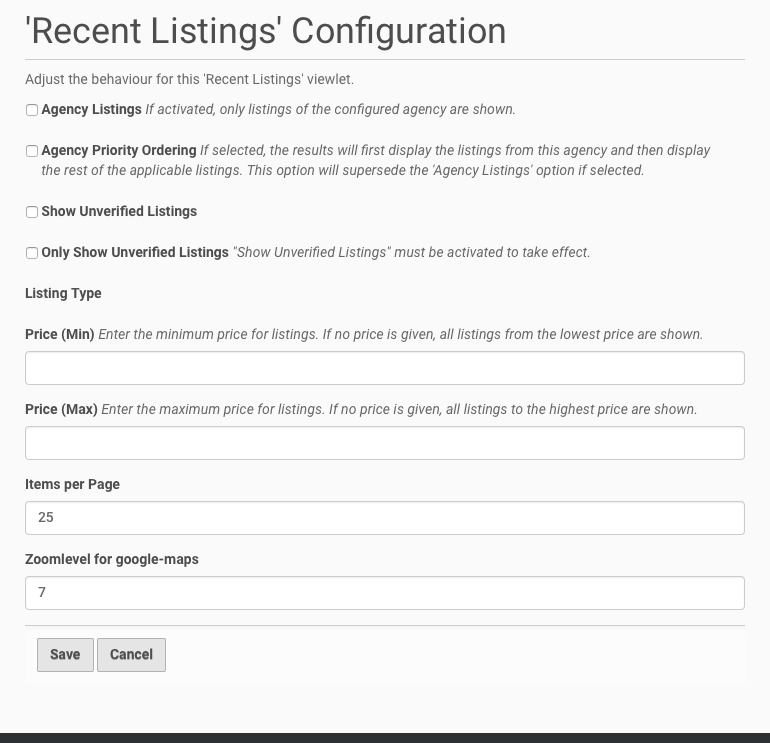 'Recent Listings' Configuration
Adjust the behaviour for this 'Recent Listings' viewlet.
Agency Listings If activated, only listings of the configured agency are shown.
Agency Priority Ordering If selected, the results will first display the listings from this agency and then display
the rest of the applicable listings. This option will supersede the 'Agency Listings' option if selected.
Show Unverified Listings
Only Show Unverified Listings "Show Unverified Listings" must be activated to take effect.
Listing Type
Price (Min) Enter the minimum price for listings. If no price is given, all listings from the lowest price are shown.
Price (Max) Enter the maximum price for listings. If no price is given, all listings to the highest price are shown.
Items per Page
25
Zoomlevel for google-maps
7
Save Cancel